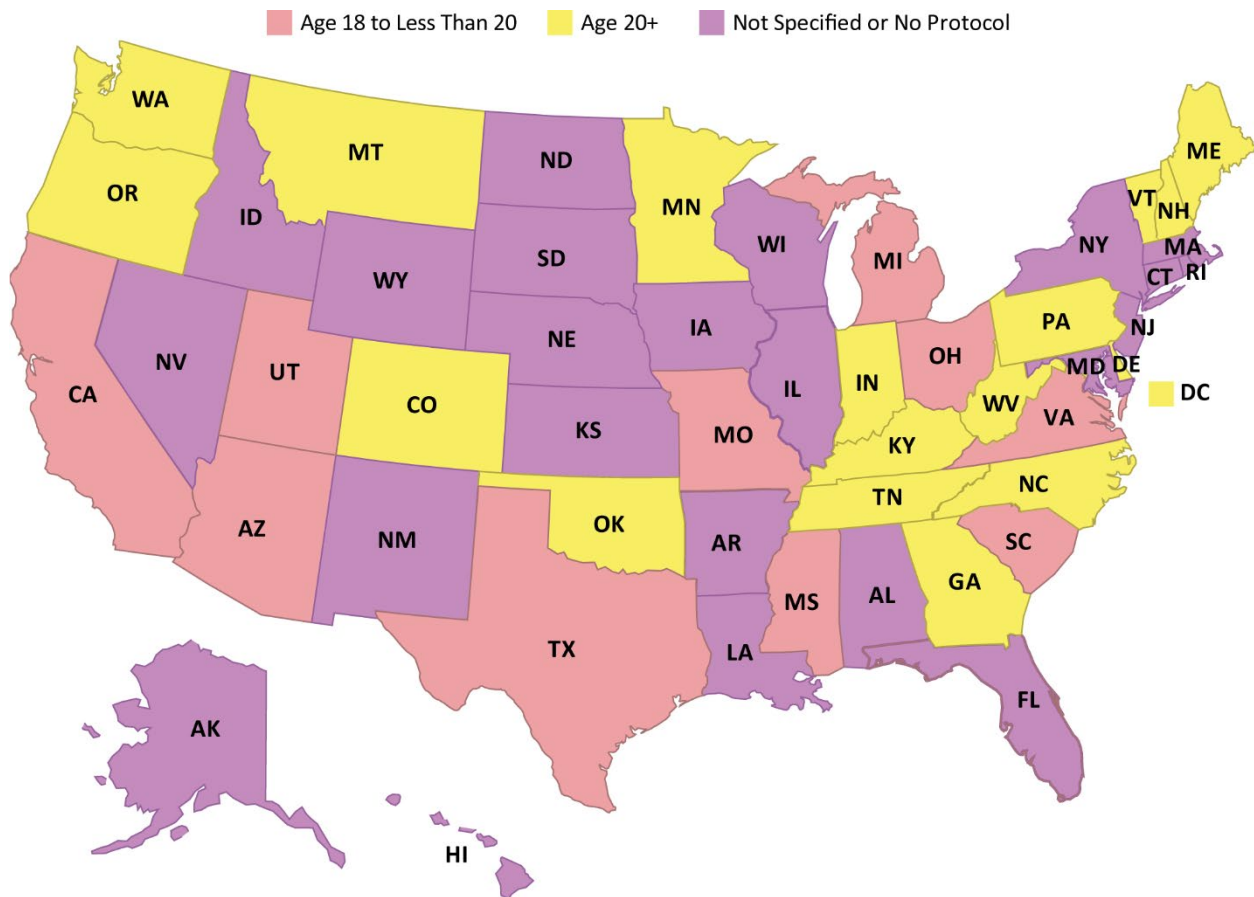 Age 18 to Less Than 20 Age 20+ Not Specified or No Protocol
WA
MT
ND
MN
ME
VT
NH
OR
ID
SD
WI
NY
MA
MI
CT
RI
WY
IA
PA
NJ
NE
OH
MD
DE
NV
UT
IL
IN
DC
CA
CO
WV
VA
KS
MO
KY
NC
TN
AZ
OK
NM
AR
SC
MS
AL
GA
TX
LA
FL
AK
HI